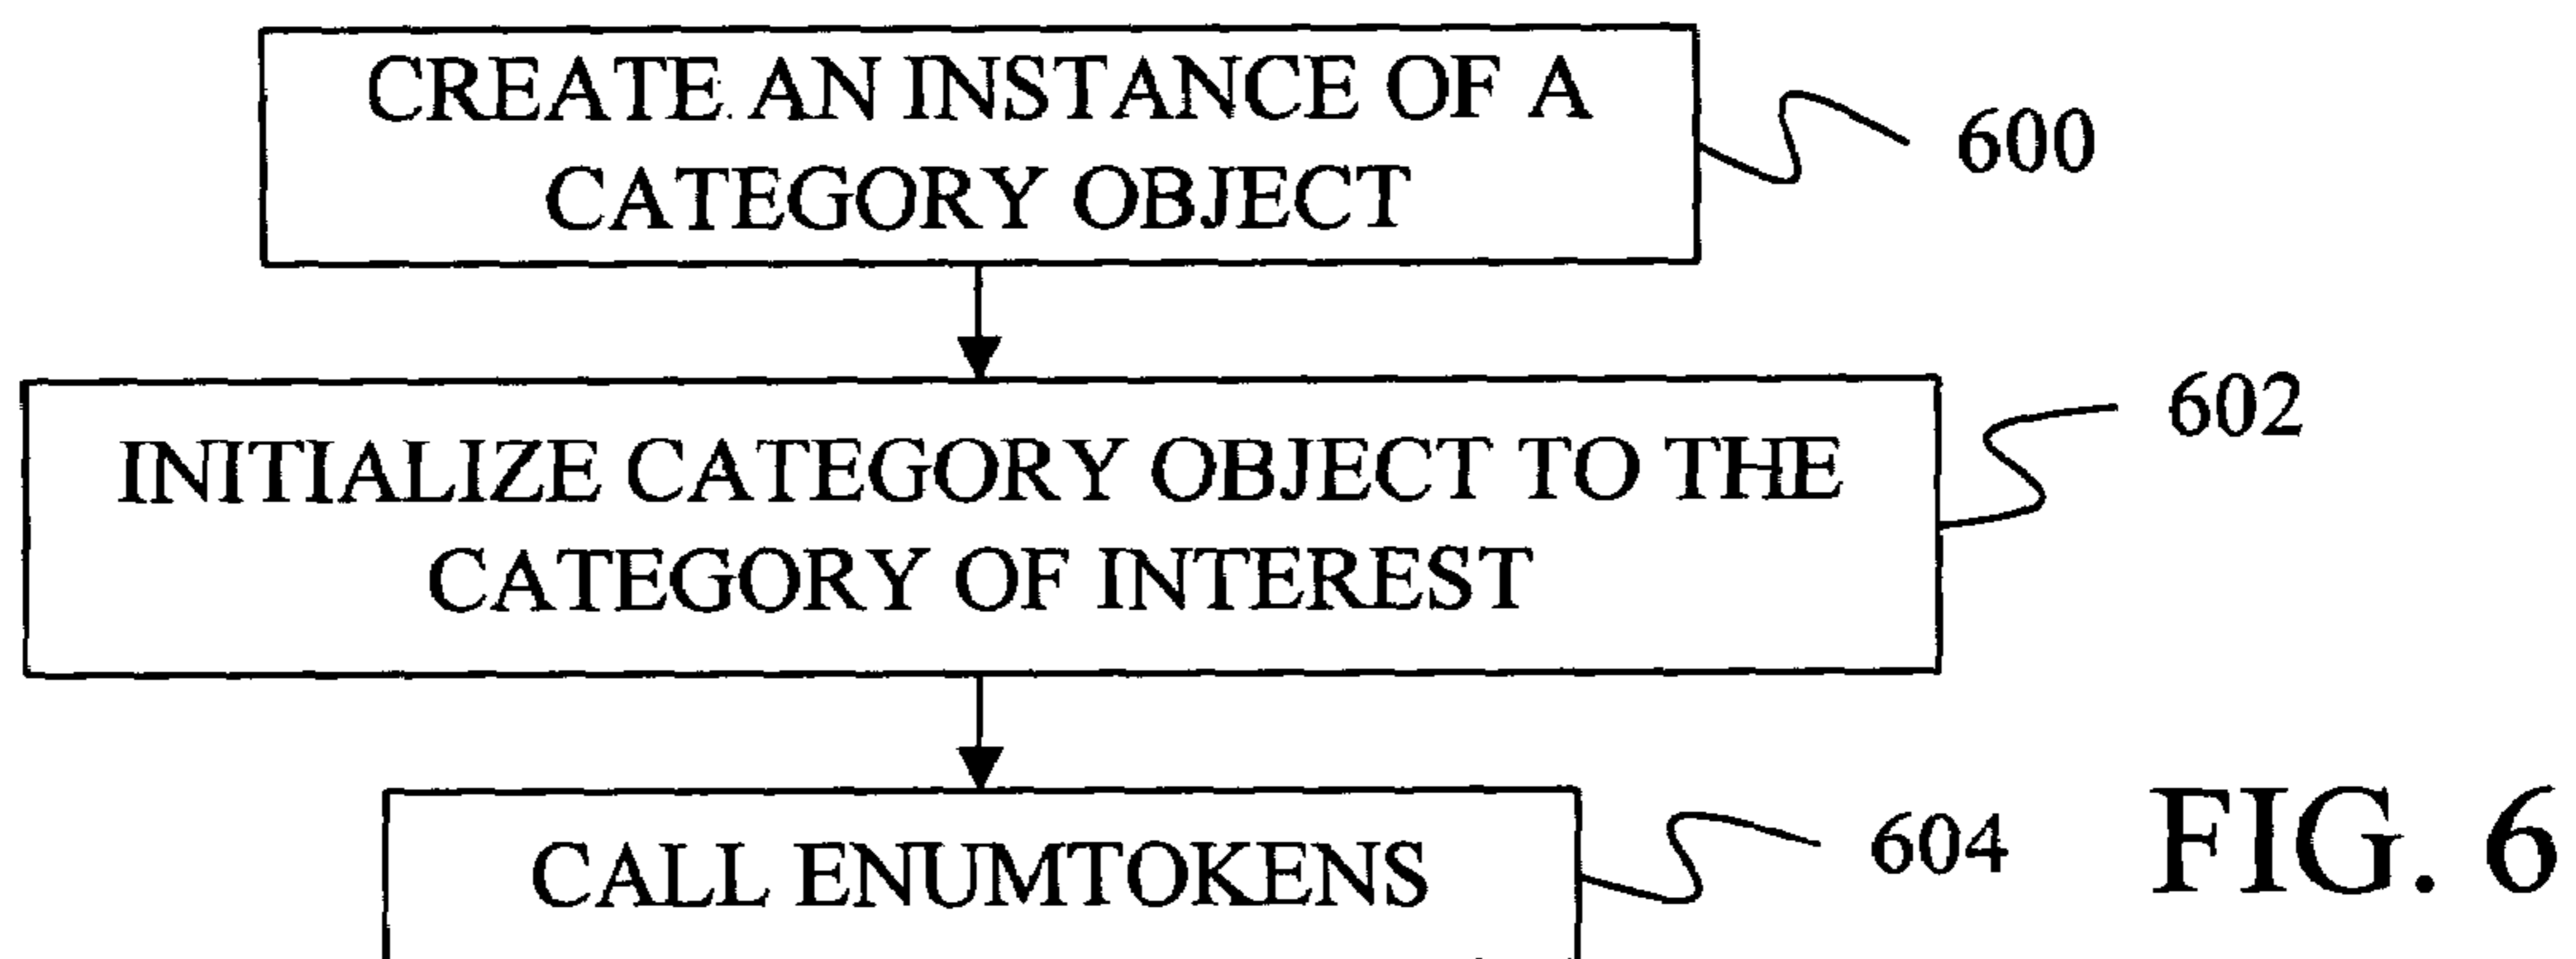 CREATE AN INSTANCE OF A
CATEGORY OBJECT
600
INITIALIZE CATEGORY OBJECT TO THE
CATEGORY OF INTEREST
602
CALL ENUMTOKENS
604
FIG. 6